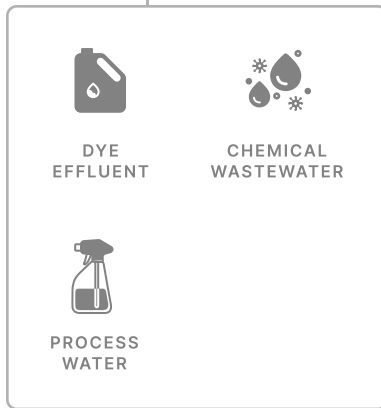 DYE
EFFLUENT
CHEMICAL
WASTEWATER
PROCESS
WATER